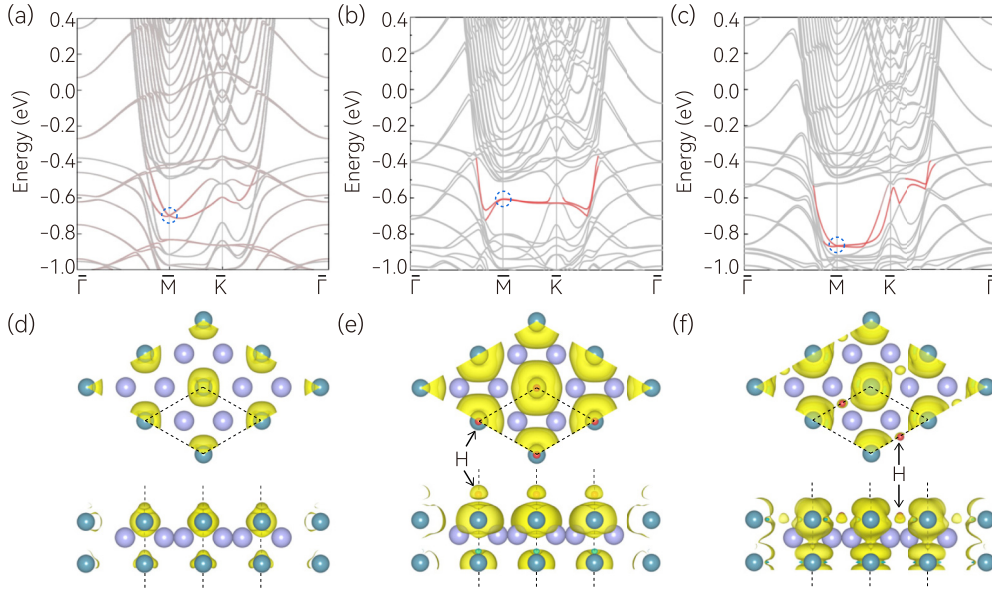 (a) (b) (c)
0.4 0.4 0.4
0.2 0.2 0.2
0.0 0.0 0.0
−0.2 −0.2 −0.2
−0.4 −0.4 −0.4
−0.6 −0.6 −0.6
−0.8 −0.8 −0.8
−1.0 −1.0 −1.0
Energy (eV) Energy (eV) Energy (eV)
Γ̄ M̄ K̄ Γ̄ Γ̄ M̄ K̄ Γ̄ Γ̄ M̄ K̄ Γ̄
(d) (e) (f)
H H